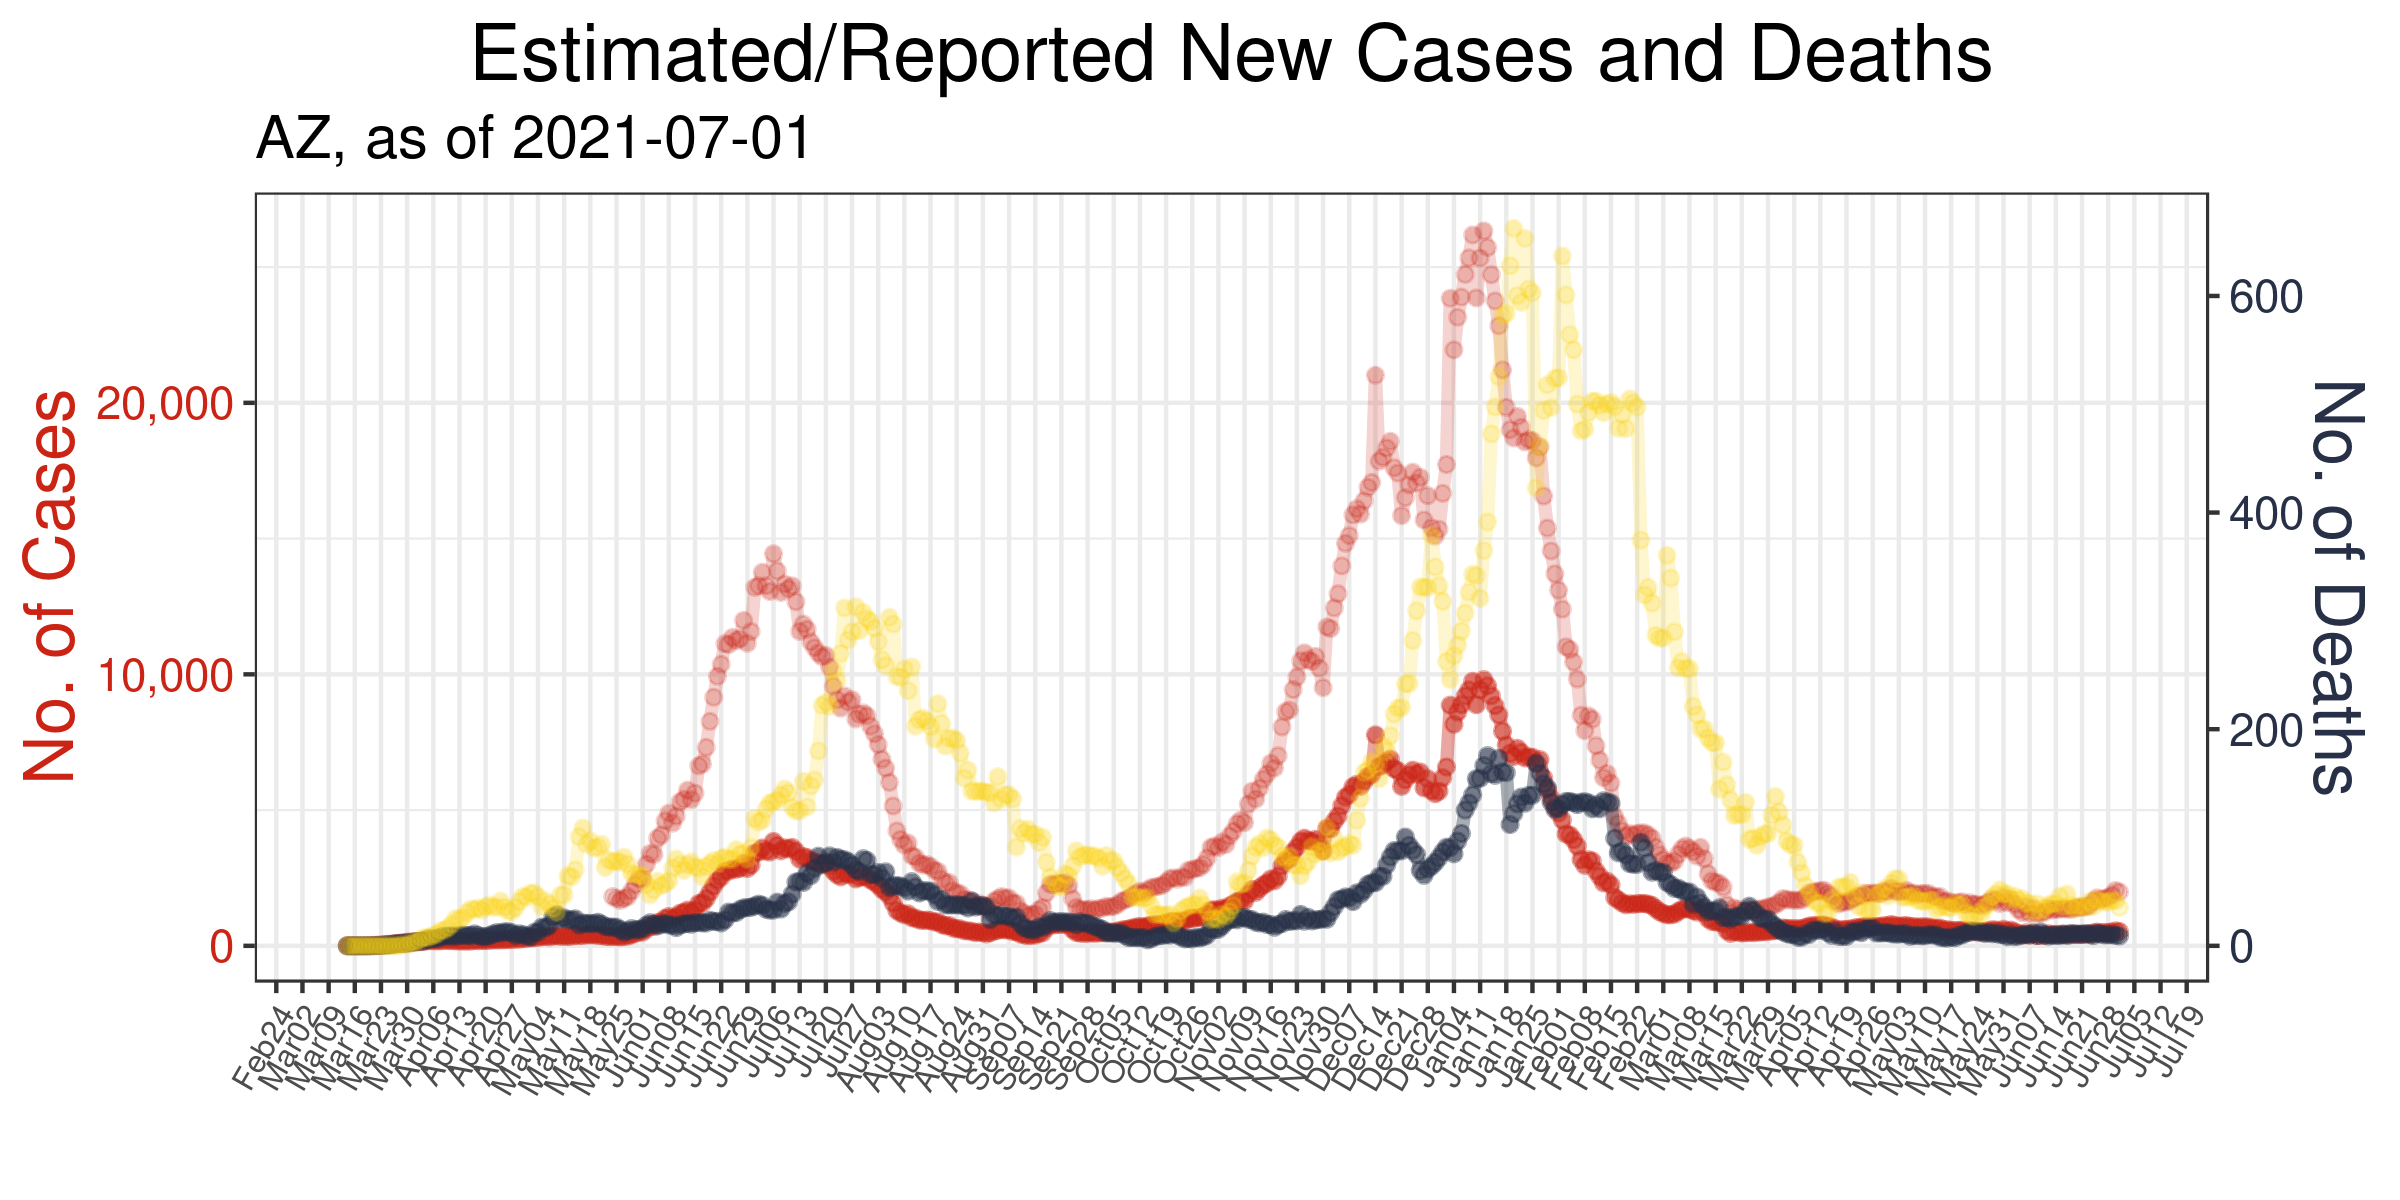 Estimated/Reported New Cases and Deaths
AZ, as of 2021-07-01
No. of Cases
20,000
10,000
0
600
400
200
0
No. of Deaths
Feb24
Mar02
Mar09
Mar16
Mar23
Mar30
Apr06
Apr13
Apr20
Apr27
May04
May11
May18
May25
Jun01
Jun08
Jun15
Jun22
Jun29
Jul06
Jul13
Jul20
Jul27
Aug03
Aug10
Aug17
Aug24
Aug31
Sep07
Sep14
Sep21
Sep28
Oct05
Oct12
Oct19
Oct26
Nov02
Nov09
Nov16
Nov23
Nov30
Dec07
Dec14
Dec21
Dec28
Jan04
Jan11
Jan18
Jan25
Feb01
Feb08
Feb15
Feb22
Mar01
Mar08
Mar15
Mar22
Mar29
Apr05
Apr12
Apr19
Apr26
May03
May10
May17
May24
May31
Jun07
Jun14
Jun21
Jun28
Jul05
Jul12
Jul19